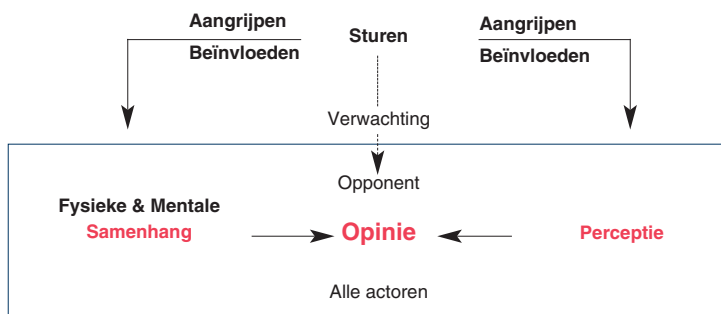 Aangrijpen
Beïnvloeden
Sturen
Aangrijpen
Beïnvloeden
Verwachting
Opponent
Fysieke & Mentale
Samenhang
Opinie
Perceptie
Alle actoren